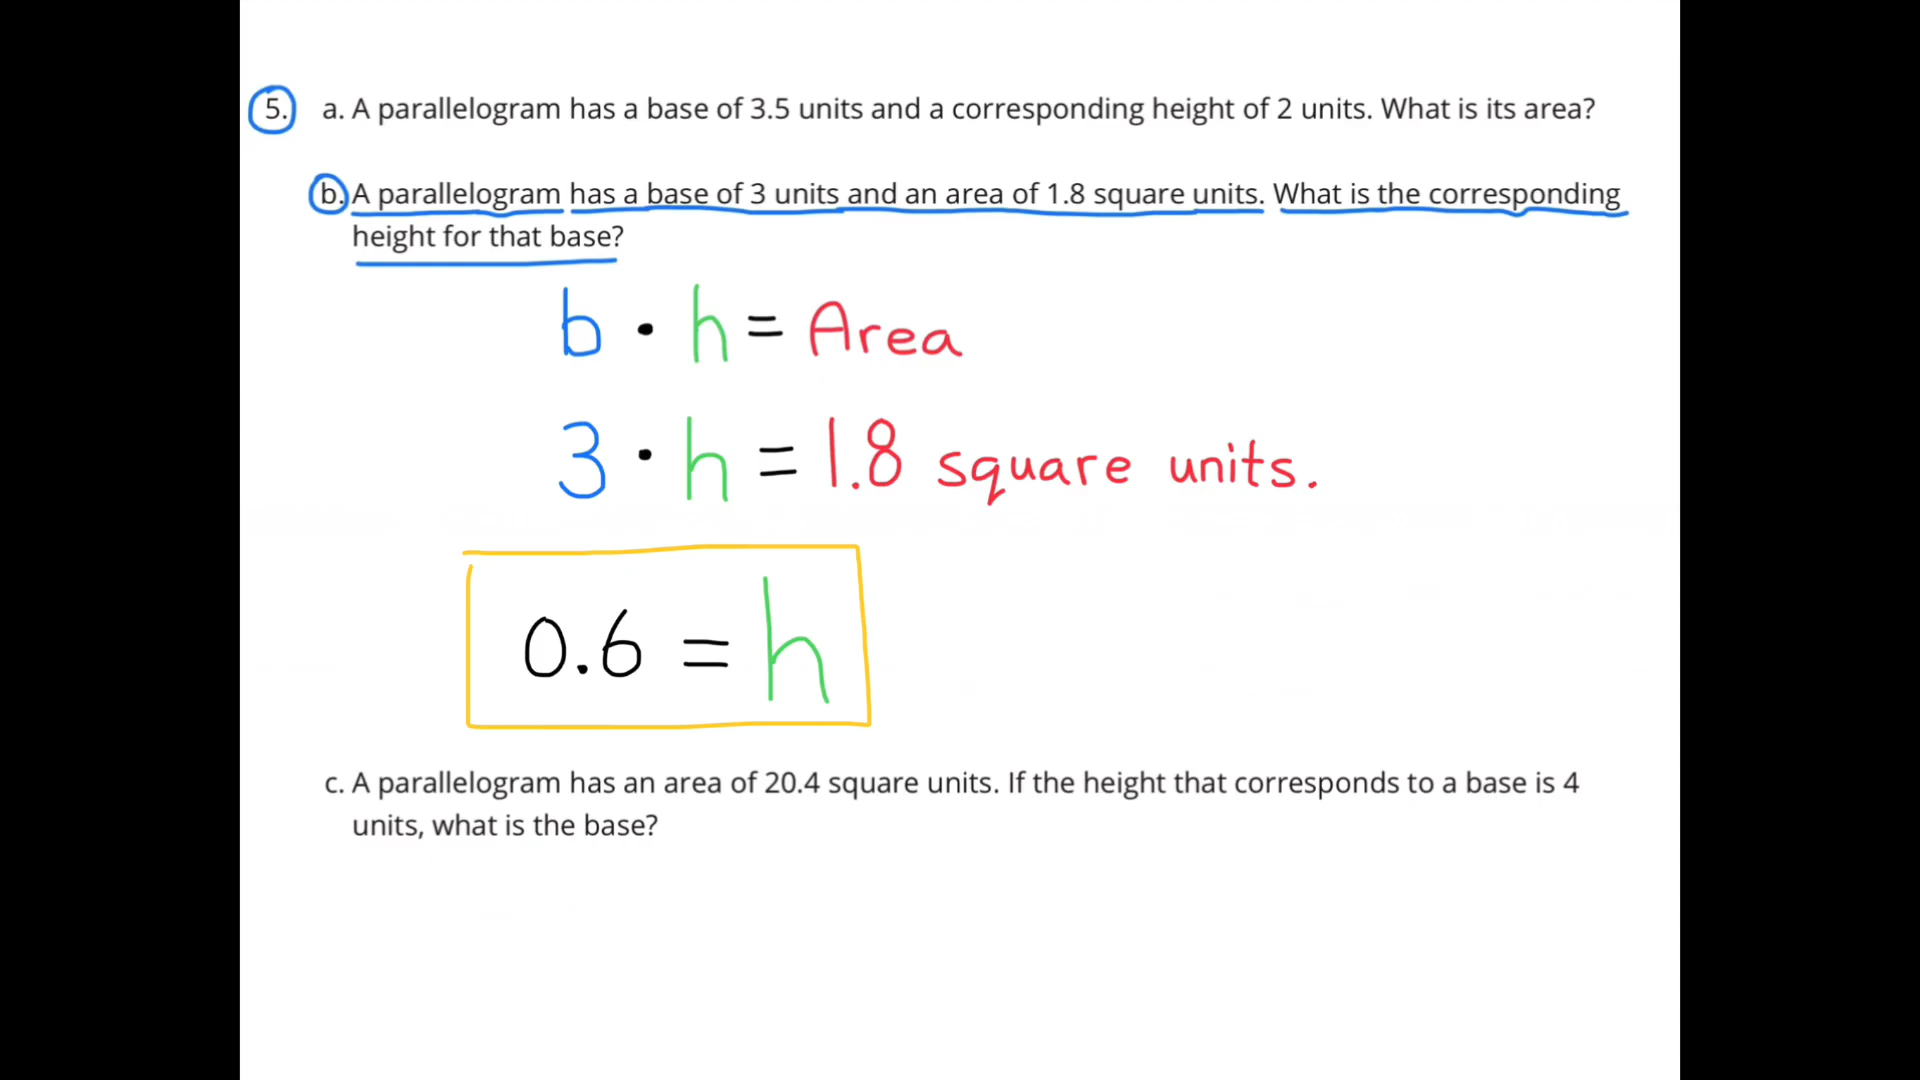 5. a. A parallelogram has a base of 3.5 units and a corresponding height of 2 units. What is its area?
b. A parallelogram has a base of 3 units and an area of 1.8 square units. What is the corresponding
height for that base?
b · h = Area
3 · h = 1.8 square units.
0.6 = h
c. A parallelogram has an area of 20.4 square units. If the height that corresponds to a base is 4
units, what is the base?